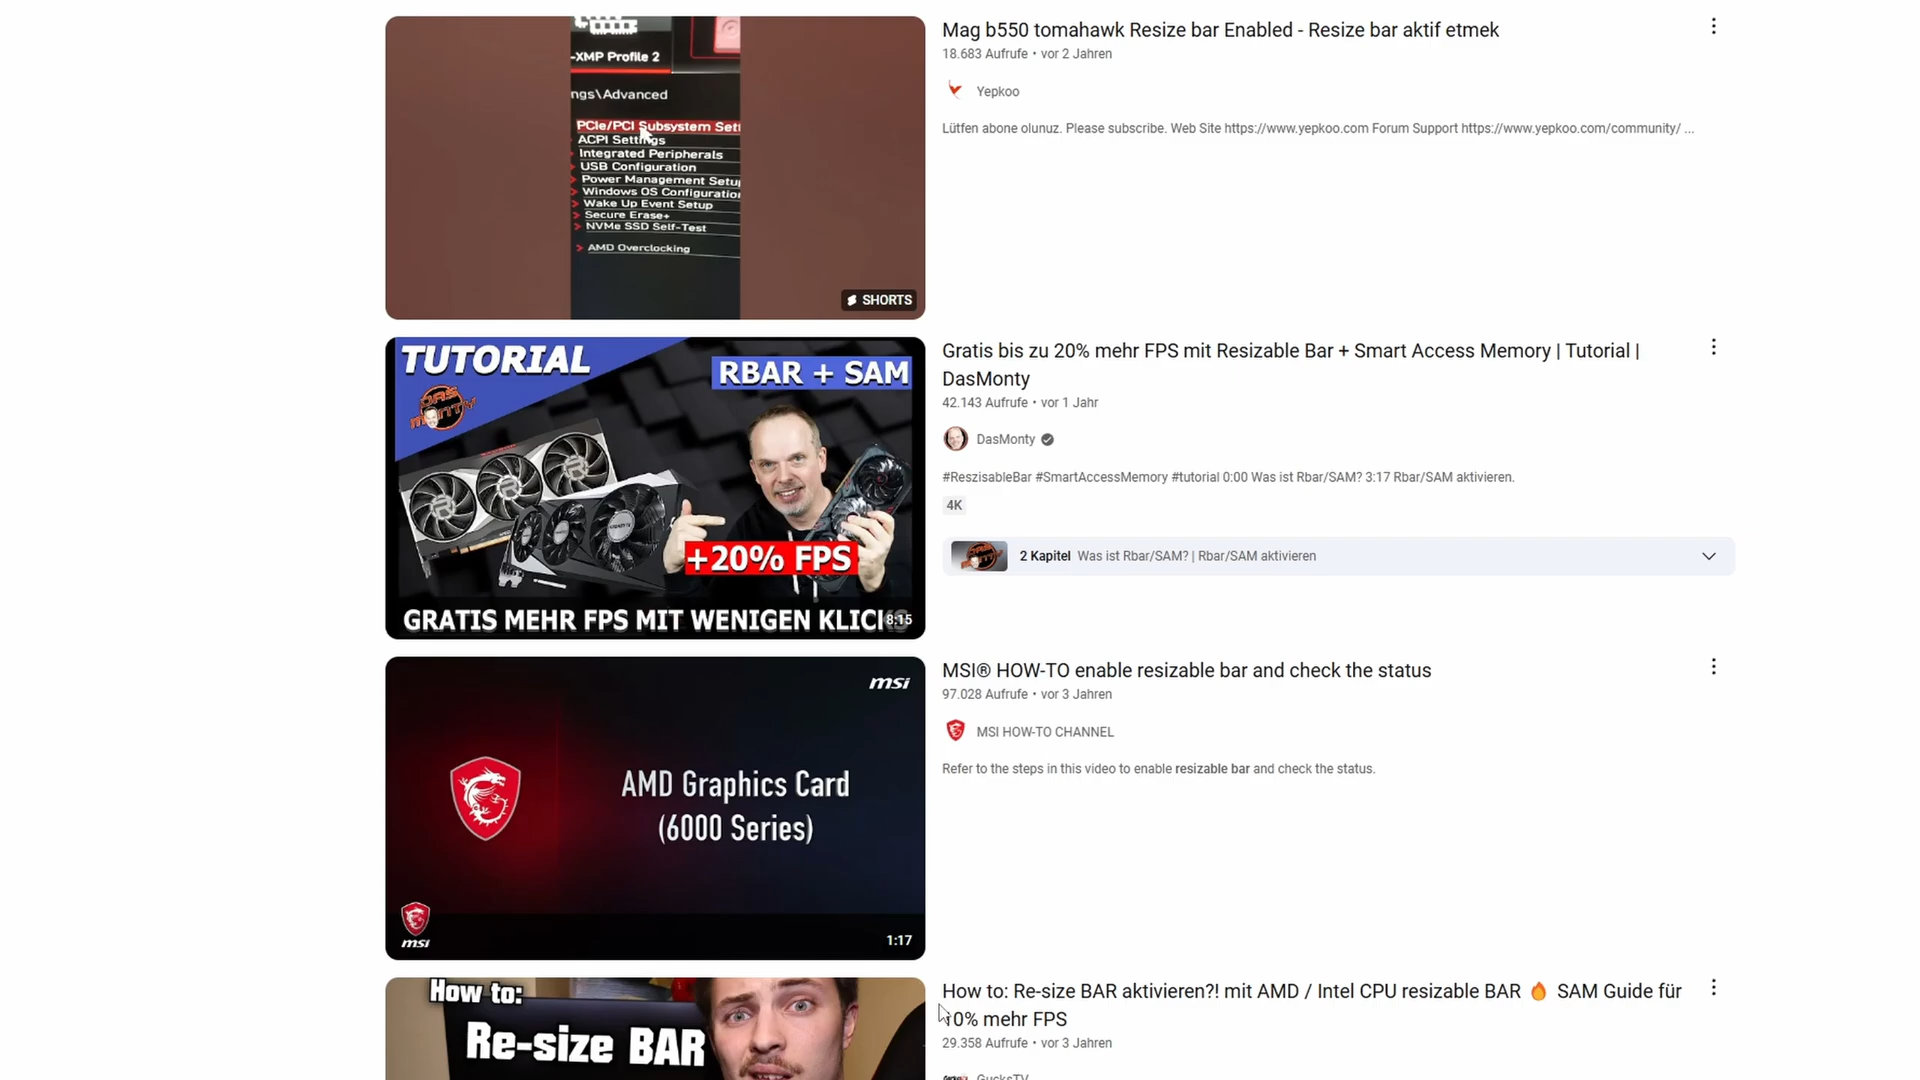 -XMP Profile 2
ngs\Advanced
PCIe/PCI Subsystem Sett
ACPI Settings
Integrated Peripherals
USB Configuration
Power Management Setup
Windows OS Configuration
Wake Up Event Setup
Secure Erase+
NVMe SSD Self-Test
AMD Overclocking
SHORTS
Mag b550 tomahawk Resize bar Enabled - Resize bar aktif etmek
18.683 Aufrufe • vor 2 Jahren
Yepkoo
Lütfen abone olunuz. Please subscribe. Web Site https://www.yepkoo.com Forum Support https://www.yepkoo.com/community/ ...
TUTORIAL
RBAR + SAM
DAS
MONTY
+20% FPS
GRATIS MEHR FPS MIT WENIGEN KLICKS
8:15
Gratis bis zu 20% mehr FPS mit Resizable Bar + Smart Access Memory | Tutorial |
DasMonty
42.143 Aufrufe • vor 1 Jahr
DasMonty
#ReszisableBar #SmartAccessMemory #tutorial 0:00 Was ist Rbar/SAM? 3:17 Rbar/SAM aktivieren.
4K
2 Kapitel Was ist Rbar/SAM? | Rbar/SAM aktivieren
msi
AMD Graphics Card
(6000 Series)
msi
1:17
MSI® HOW-TO enable resizable bar and check the status
97.028 Aufrufe • vor 3 Jahren
MSI HOW-TO CHANNEL
Refer to the steps in this video to enable resizable bar and check the status.
How to:
Re-size BAR
How to: Re-size BAR aktivieren?! mit AMD / Intel CPU resizable BAR 🔥 SAM Guide für
10% mehr FPS
29.358 Aufrufe • vor 3 Jahren
GucksTV